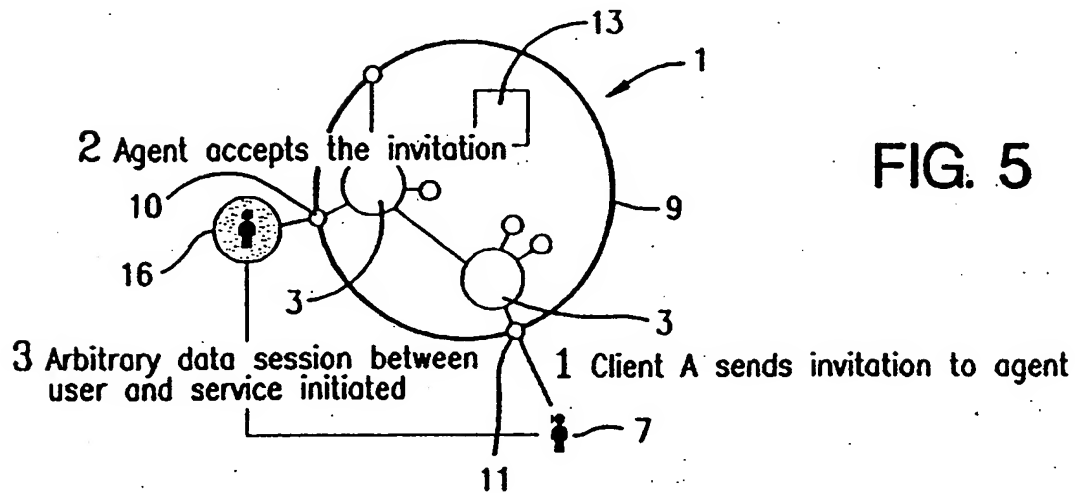 13
1
2 Agent accepts the invitation
FIG. 5
10
9
16
3
3
3 Arbitrary data session between
user and service initiated
1 Client A sends invitation to agent
7
11